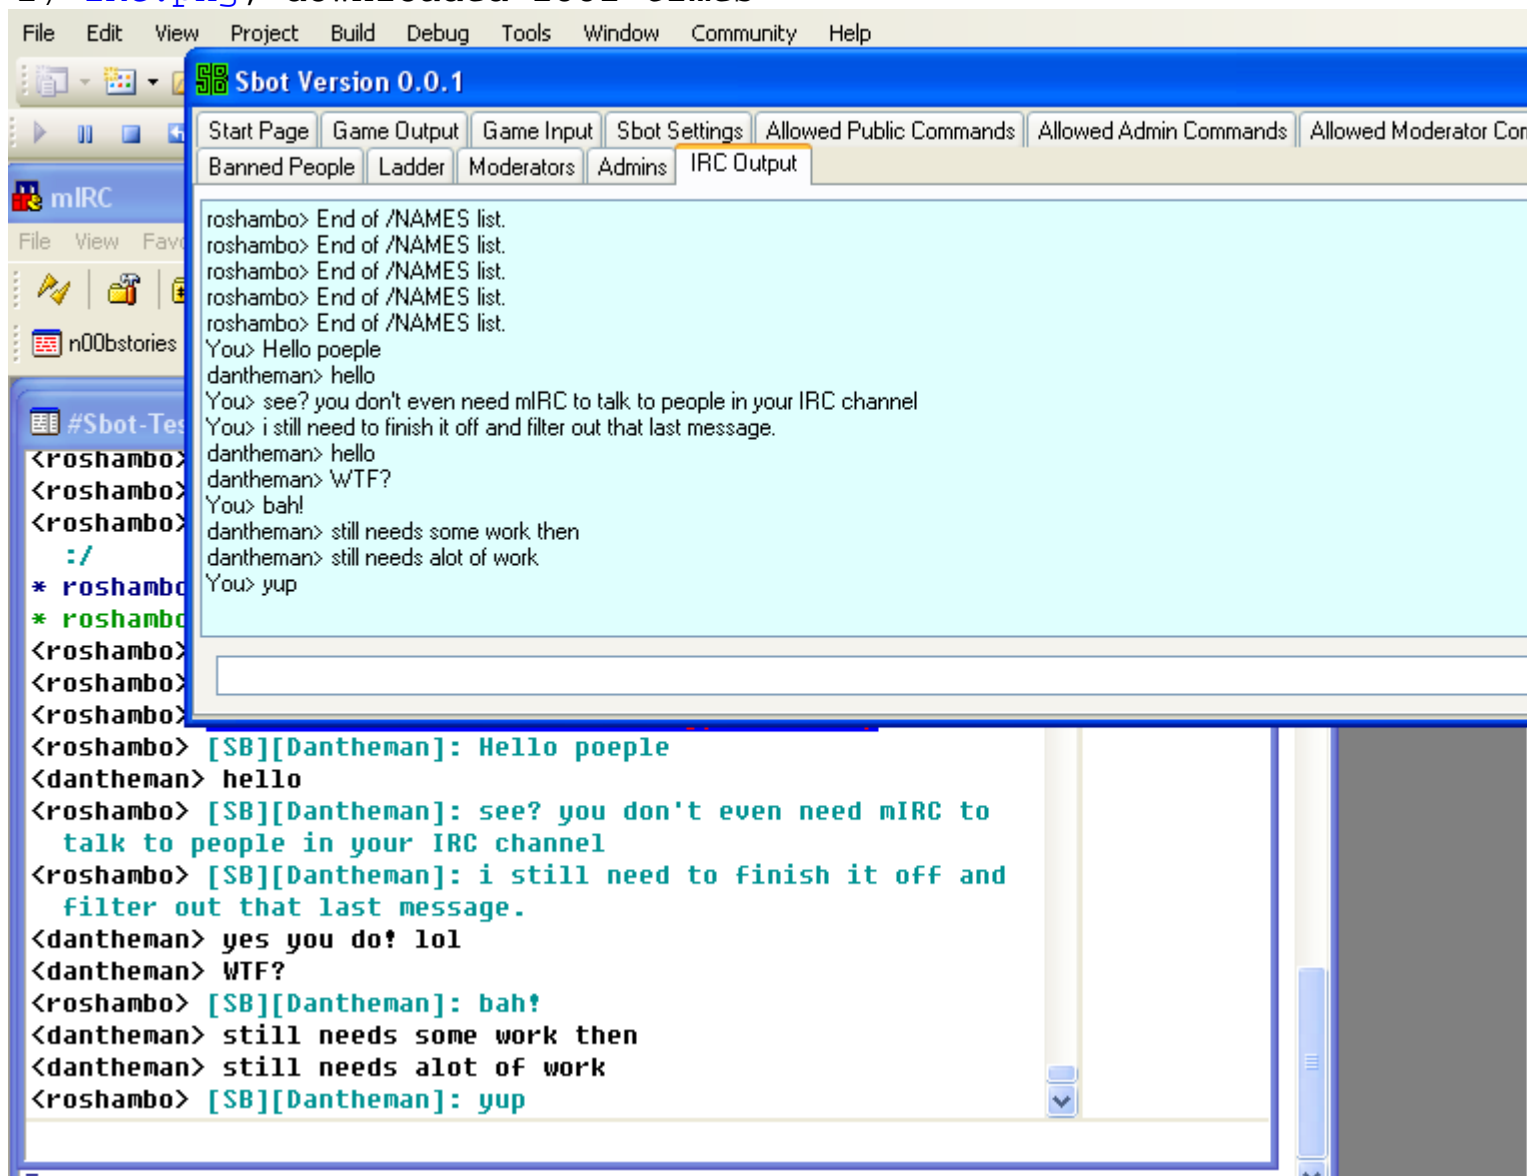 File Edit View Project Build Debug Tools Window Community Help
SB Sbot Version 0.0.1
Start Page Game Output Game Input Sbot Settings Allowed Public Commands Allowed Admin Commands Allowed Moderator
Banned People Ladder Moderators Admins IRC Output
mIRC
File View
n00bstories
roshambo> End of /NAMES list.
roshambo> End of /NAMES list.
roshambo> End of /NAMES list.
roshambo> End of /NAMES list.
roshambo> End of /NAMES list.
You> Hello poeple
dantheman> hello
You> see? you don't even need mIRC to talk to people in your IRC channel
You> i still need to finish it off and filter out that last message.
dantheman> hello
dantheman> WTF?
You> bah!
dantheman> still needs some work then
dantheman> still needs alot of work
You> yup
#Sbot-Tes
<roshambo>
<roshambo>
<roshambo>
:/
* roshambo
* roshambo
<roshambo>
<roshambo>
<roshambo>
<roshambo> [SB][Dantheman]: Hello poeple
<dantheman> hello
<roshambo> [SB][Dantheman]: see? you don't even need mIRC to
talk to people in your IRC channel
<roshambo> [SB][Dantheman]: i still need to finish it off and
filter out that last message.
<dantheman> yes you do! lol
<dantheman> WTF?
<roshambo> [SB][Dantheman]: bah!
<dantheman> still needs some work then
<dantheman> still needs alot of work
<roshambo> [SB][Dantheman]: yup